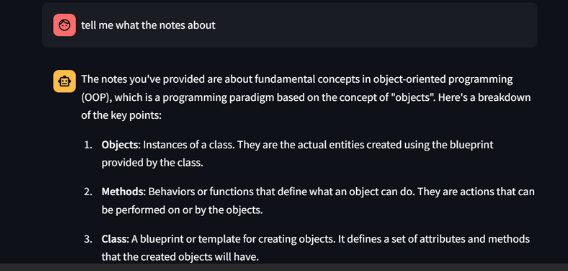 tell me what the notes about
The notes you've provided are about fundamental concepts in object-oriented programming
(OOP), which is a programming paradigm based on the concept of "objects". Here's a breakdown
of the key points:
1. Objects: Instances of a class. They are the actual entities created using the blueprint
provided by the class.
2. Methods: Behaviors or functions that define what an object can do. They are actions that can
be performed on or by the objects.
3. Class: A blueprint or template for creating objects. It defines a set of attributes and methods
that the created objects will have.